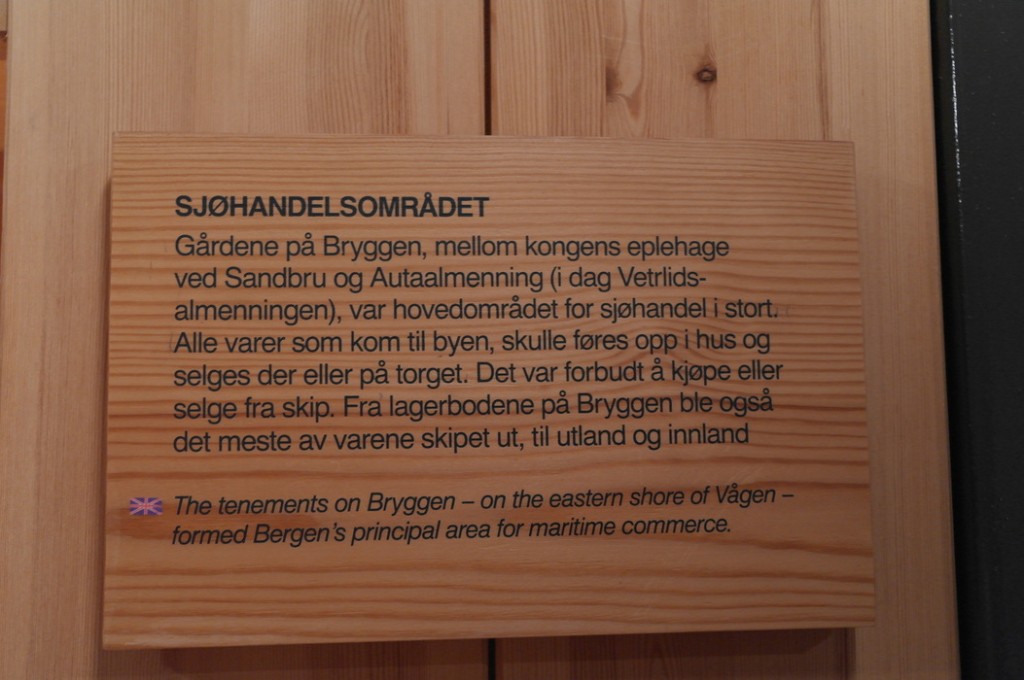 SJØHANDELSOMRÅDET
Gårdene på Bryggen, mellom kongens eplehage
ved Sandbru og Autaalmenning (i dag Vetrlids-
almenningen), var hovedområdet for sjøhandel i stort.
Alle varer som kom til byen, skulle føres opp i hus og
selges der eller på torget. Det var forbudt å kjøpe eller
selge fra skip. Fra lagerbodene på Bryggen ble også
det meste av varene skipet ut, til utland og innland
The tenements on Bryggen – on the eastern shore of Vågen –
formed Bergen's principal area for maritime commerce.